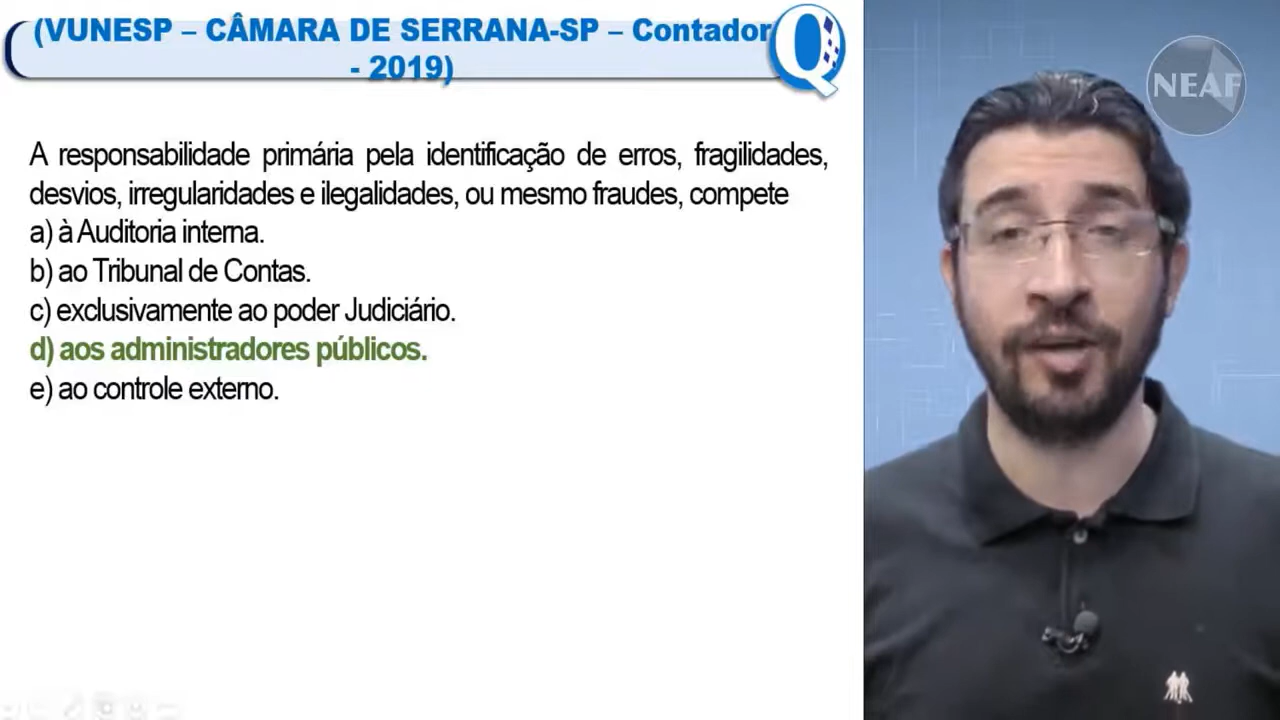 (VUNESP – CÂMARA DE SERRANA-SP – Contador
- 2019)
Q
NEAF
A responsabilidade primária pela identificação de erros, fragilidades,
desvios, irregularidades e ilegalidades, ou mesmo fraudes, compete
a) à Auditoria interna.
b) ao Tribunal de Contas.
c) exclusivamente ao poder Judiciário.
d) aos administradores públicos.
e) ao controle externo.